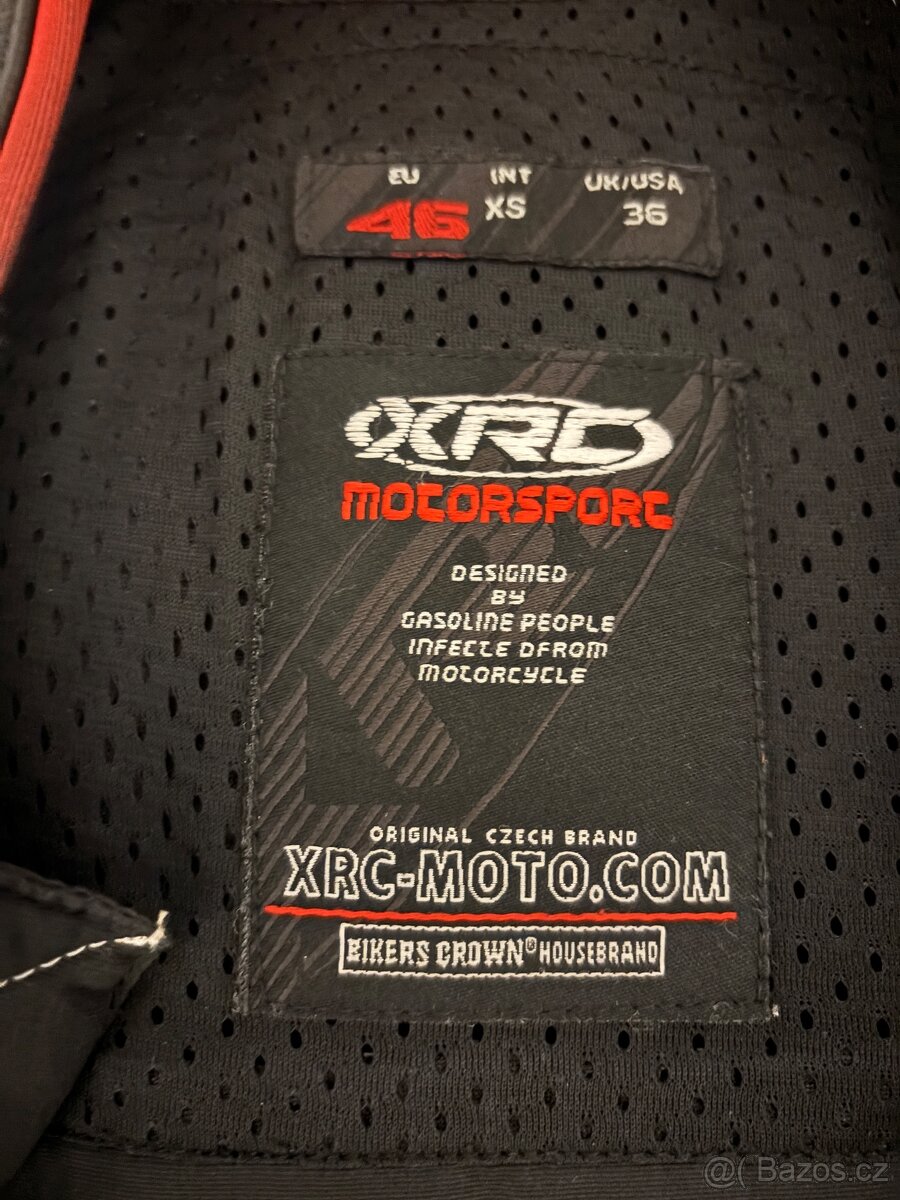 EU INT UK/USA
46 XS 36
XRC
MOTORSPORT
DESIGNED
BY
GASOLINE PEOPLE
INFECTE DFROM
MOTORCYCLE
ORIGINAL CZECH BRAND
XRC-MOTO.COM
BIKERS CROWN® HOUSEBRAND
@( Bazos.cz